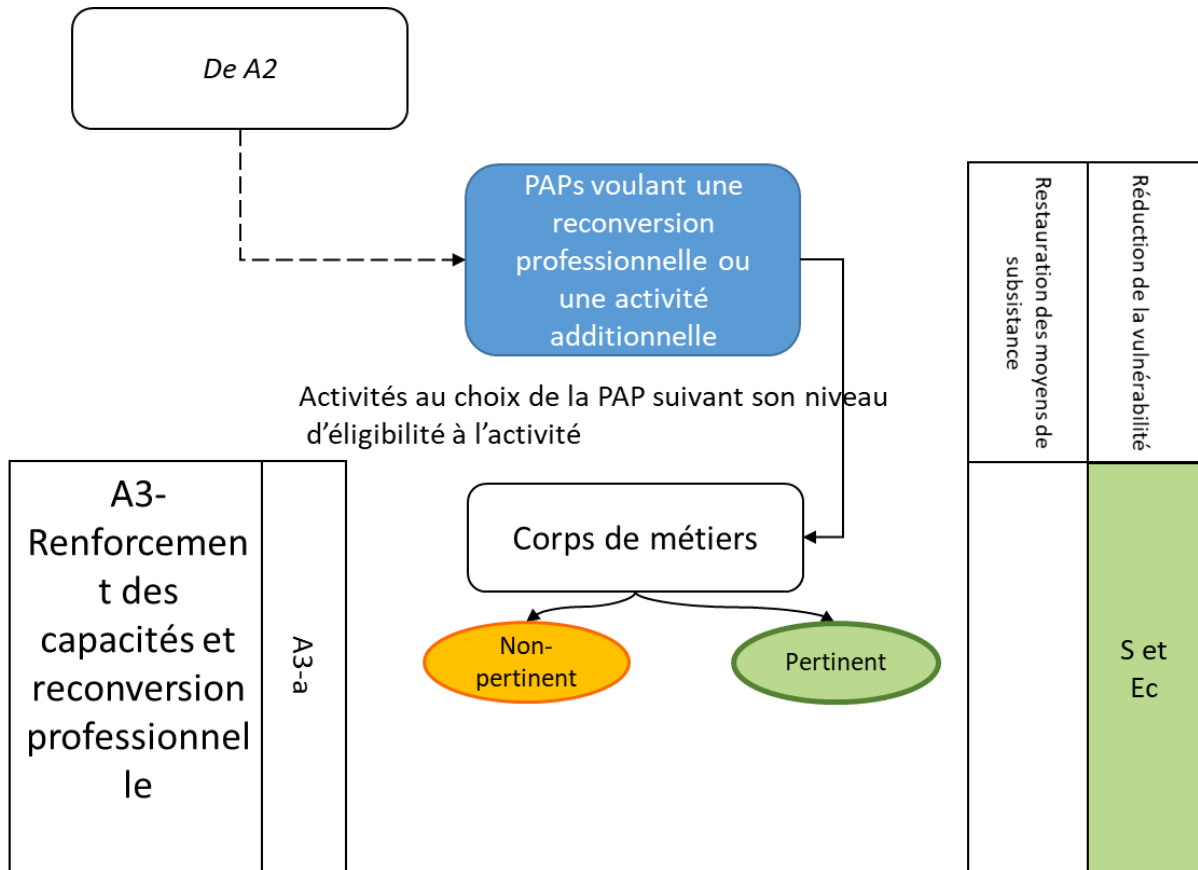 De A2
PAPs voulant une
reconversion
professionnelle ou
une activité
additionnelle
Restauration des moyens de
subsistance
Réduction de la vulnérabilité
Activités au choix de la PAP suivant son niveau
d’éligibilité à l’activité
A3-
Renforcemen
t des
capacités et
reconversion
professionnel
le
A3-a
Corps de métiers
Non-
pertinent
Pertinent
S et
Ec